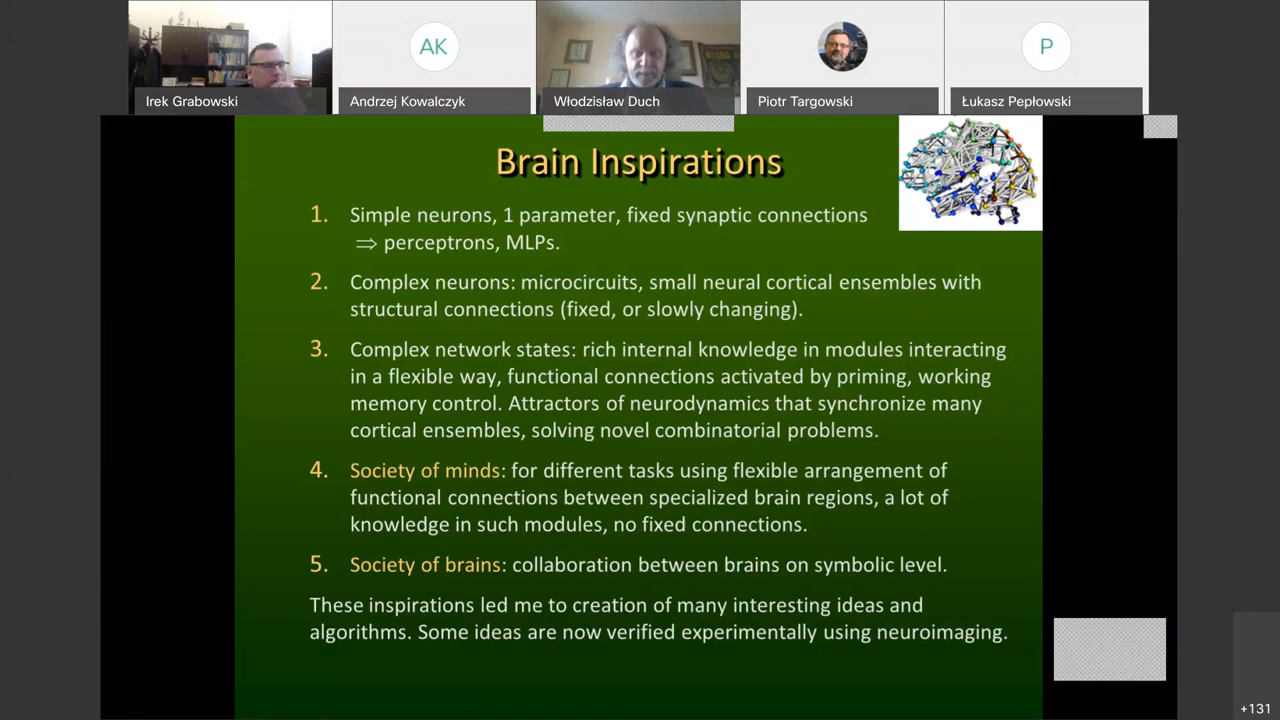 AK
P
Irek Grabowski
Andrzej Kowalczyk
Włodzisław Duch
Piotr Targowski
Łukasz Pepłowski
Brain Inspirations
1. Simple neurons, 1 parameter, fixed synaptic connections
⇒ perceptrons, MLPs.
2. Complex neurons: microcircuits, small neural cortical ensembles with
structural connections (fixed, or slowly changing).
3. Complex network states: rich internal knowledge in modules interacting
in a flexible way, functional connections activated by priming, working
memory control. Attractors of neurodynamics that synchronize many
cortical ensembles, solving novel combinatorial problems.
4. Society of minds: for different tasks using flexible arrangement of
functional connections between specialized brain regions, a lot of
knowledge in such modules, no fixed connections.
5. Society of brains: collaboration between brains on symbolic level.
These inspirations led me to creation of many interesting ideas and
algorithms. Some ideas are now verified experimentally using neuroimaging.
+131